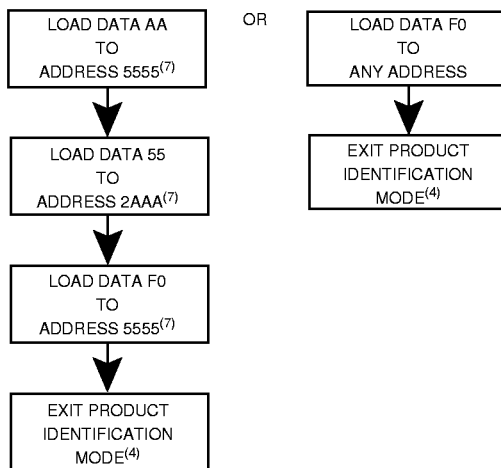 LOAD DATA AA
TO
ADDRESS 5555(7)
LOAD DATA 55
TO
ADDRESS 2AAA(7)
LOAD DATA F0
TO
ADDRESS 5555(7)
EXIT PRODUCT
IDENTIFICATION
MODE(4)
OR
LOAD DATA F0
TO
ANY ADDRESS
EXIT PRODUCT
IDENTIFICATION
MODE(4)